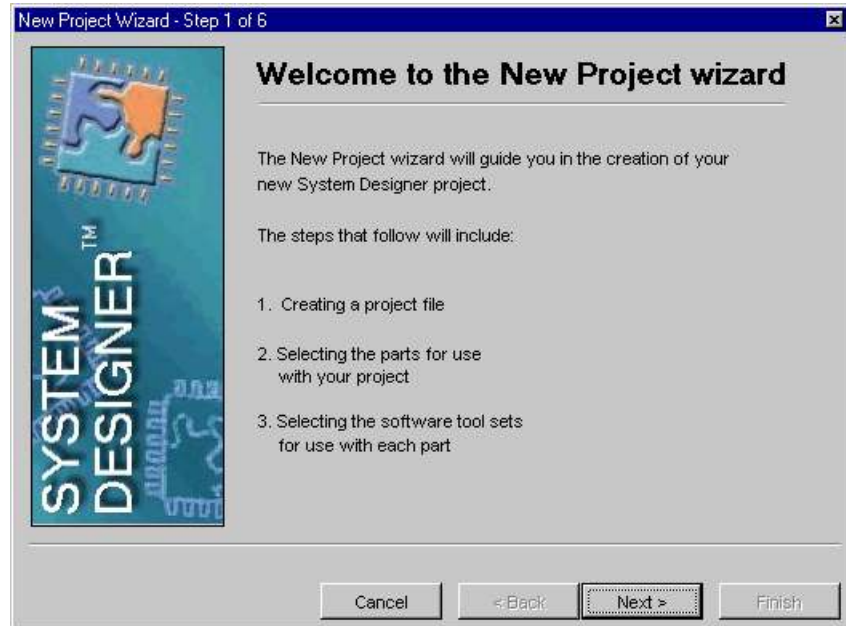 New Project Wizard - Step 1 of 6
Welcome to the New Project wizard
The New Project wizard will guide you in the creation of your
new System Designer project.
The steps that follow will include:
1. Creating a project file
2. Selecting the parts for use
with your project
3. Selecting the software tool sets
for use with each part
SYSTEM
DESIGNER™
Cancel
< Back
Next >
Finish